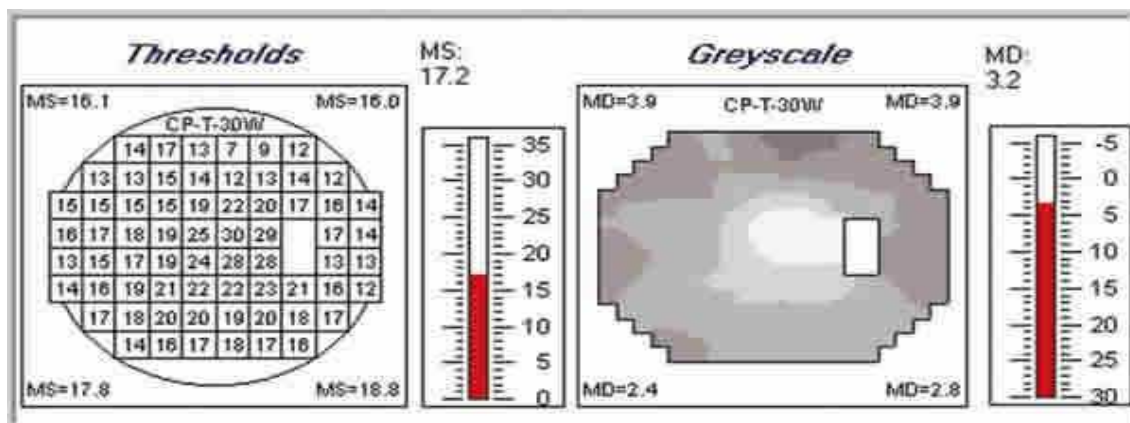 Thresholds
MS:
17.2
MS=16.1 MS=16.0
CP-T-30W
14 17 13 7 9 12
13 13 15 14 12 13 14 12
15 15 15 15 19 22 20 17 16 14
16 17 18 19 25 30 29 17 14
13 15 17 19 24 28 28 13 13
14 16 19 21 22 22 23 21 16 12
17 18 20 20 19 20 18 17
14 16 17 18 17 16
MS=17.8 MS=18.8
35
30
25
20
15
10
5
0
Greyscale
MD:
3.2
MD=3.9 CP-T-30W MD=3.9
MD=2.4 MD=2.8
-5
0
5
10
15
20
25
30